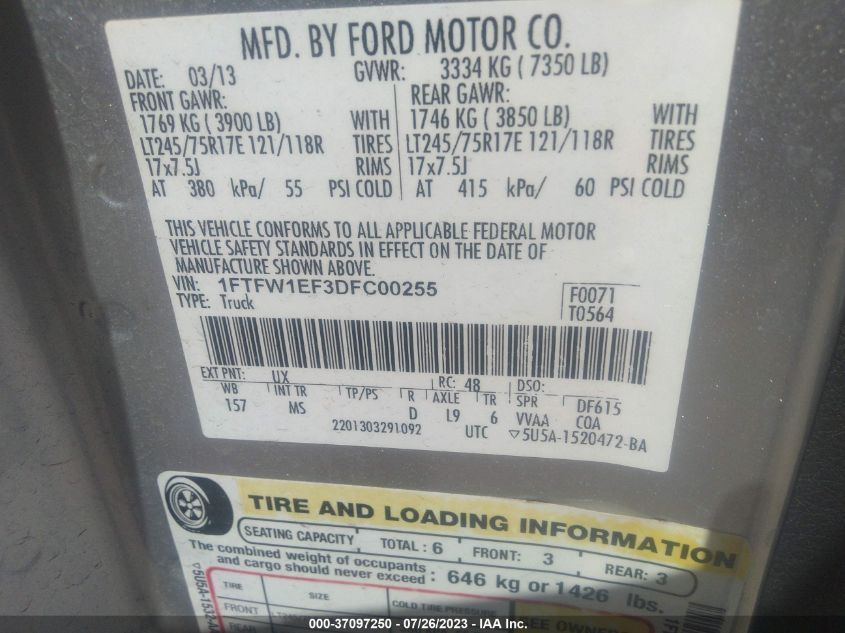 MFD. BY FORD MOTOR CO.
DATE: 03/13 GVWR: 3334 KG ( 7350 LB)
FRONT GAWR: REAR GAWR:
1769 KG ( 3900 LB) WITH 1746 KG ( 3850 LB) WITH
LT245/75R17E 121/118R TIRES LT245/75R17E 121/118R TIRES
17x7.5J RIMS 17x7.5J RIMS
AT 380 kPa/ 55 PSI COLD AT 415 kPa/ 60 PSI COLD
THIS VEHICLE CONFORMS TO ALL APPLICABLE FEDERAL MOTOR
VEHICLE SAFETY STANDARDS IN EFFECT ON THE DATE OF
MANUFACTURE SHOWN ABOVE.
VIN: 1FTFW1EF3DFC00255 F0071
TYPE: Truck T0564
EXT PNT: UX RC: 48 DSO:
WB INT TR TP/PS R AXLE TR SPR DF615
157 MS D L9 6 VVAA COA
2201303291092 UTC ▽5U5A-1520472-BA
TIRE AND LOADING INFORMATION
SEATING CAPACITY TOTAL: 6 FRONT: 3 REAR: 3
The combined weight of occupants
and cargo should never exceed: 646 kg or 1426 lbs.
TIRE SIZE COLD TIRE PRESSURE
FRONT
REAR
SEE OWNER
000-37097250 - 07/26/2023 - IAA Inc.